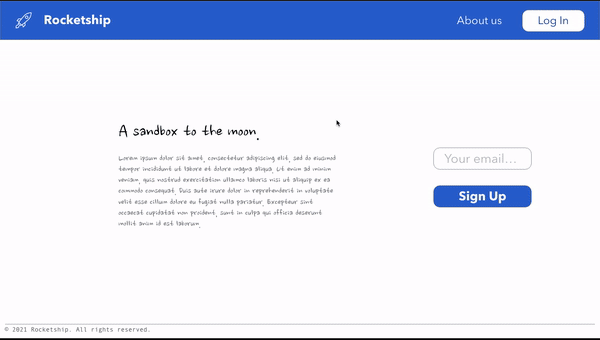 Rocketship
About us
Log In
A sandbox to the moon.
Lorem ipsum dolor sit amet, consectetur adipiscing elit, sed do eiusmod
tempor incididunt ut labore et dolore magna aliqua. Ut enim ad minim
veniam, quis nostrud exercitation ullamco laboris nisi ut aliquip ex ea
commodo consequat. Duis aute irure dolor in reprehenderit in voluptate
velit esse cillum dolore eu fugiat nulla pariatur. Excepteur sint
occaecat cupidatat non proident, sunt in culpa qui officia deserunt
mollit anim id est laborum.
Your email...
Sign Up
© 2021 Rocketship. All rights reserved.